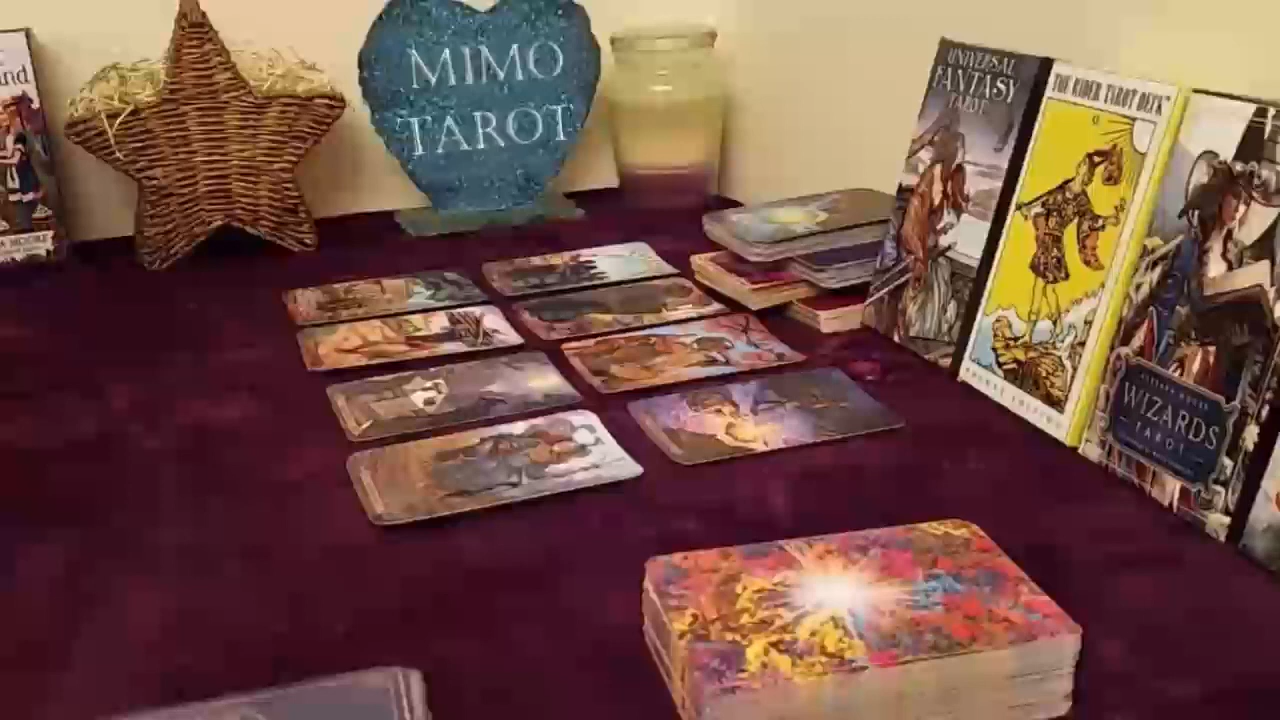 MIMO
TAROT
UNIVERSAL
FANTASY
TAROT
THE RIDER TAROT DECK
WIZARDS
TAROT